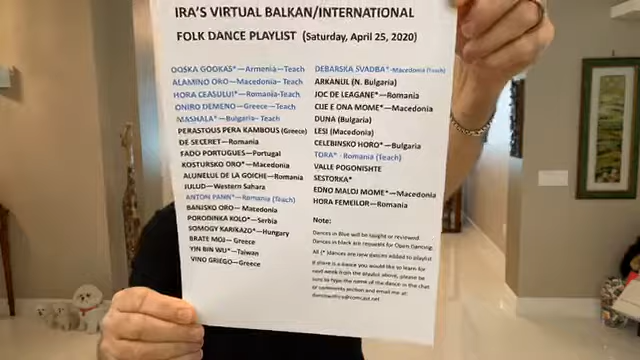 IRA'S VIRTUAL BALKAN/INTERNATIONAL
FOLK DANCE PLAYLIST (Saturday, April 25, 2020)
OOSKA GOOKAS*—Armenia—Teach
ALAMINO ORO—Macedonia—Teach
HORA CEASULUI*—Romania-Teach
ONIRO DEMENO—Greece—Teach
MASHALA*—Bulgaria—Teach
PERASTOUS PERA KAMBOUS (Greece)
DE SECERET—Romania
FADO PORTUGUES—Portugal
KOSTURSKO ORO*—Macedonia
ALUNELUL DE LA GOICHE—Romania
JULUD—Western Sahara
ANTON PANN*—Romania (Teach)
BANJSKO ORO— Macedonia
PORODINKA KOLO*—Serbia
SOMOGY KARIKAZO*—Hungary
BRATE MOJ— Greece
YIN BIN WU*—Taiwan
VINO GRIEGO—Greece
DEBARSKA SVADBA* -Macedonia (Teach)
ARKANUL (N. Bulgaria)
JOC DE LEAGANE*—Romania
CIJE E ONA MOME*—Macedonia
DUNA (Bulgaria)
LESI (Macedonia)
CELEBINSKO HORO*—Bulgaria
TORA* - Romania (Teach)
VALLE POGONISHTE
SESTORKA*
EDNO MALOJ MOME*—Macedonia
HORA FEMEILOR—Romania
Note:
Dances in Blue will be taught or reviewed.
Dances in black are requests for Open Dancing.
All (*) dances are new dances added to playlist
If there is a dance you would like to learn for
next week from the playlist above, please be
sure to type the name of the dance in the chat
or comments section and email me at: